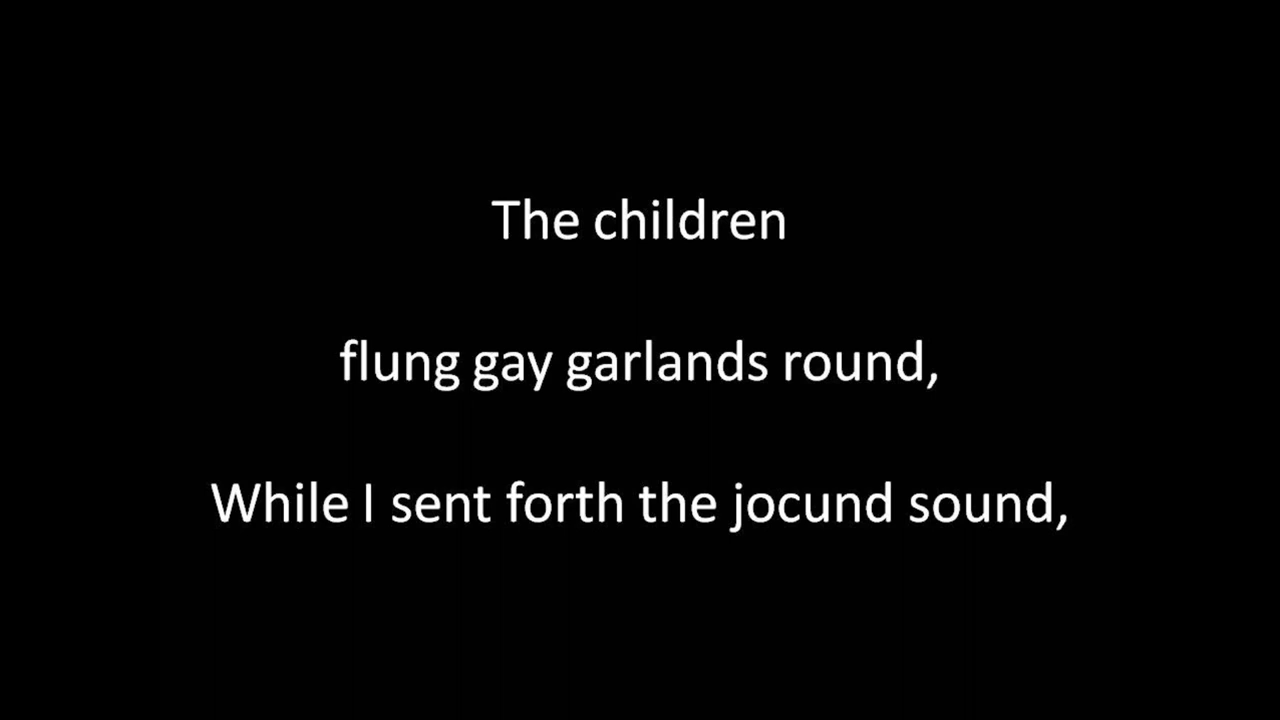 The children
flung gay garlands round,
While I sent forth the jocund sound,